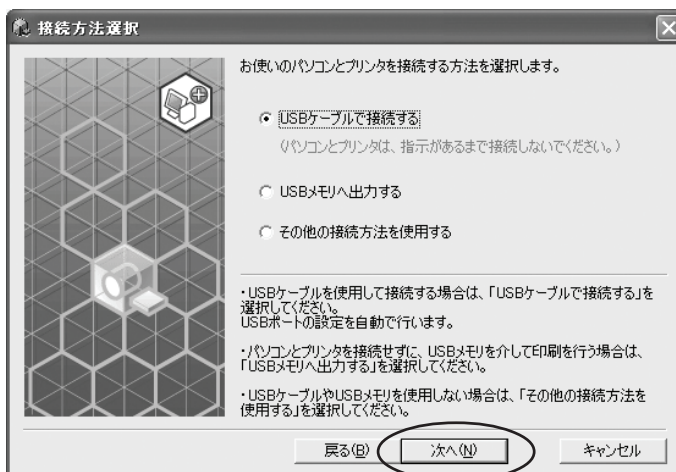 接続方法選択
お使いのパソコンとプリンタを接続する方法を選択します。
USBケーブルで接続する
(パソコンとプリンタは、指示があるまで接続しないでください。)
USBメモリへ出力する
その他の接続方法を使用する
・USBケーブルを使用して接続する場合は、「USBケーブルで接続する」を
選択してください。
USBポートの設定を自動で行います。
・パソコンとプリンタを接続せずに、USBメモリを介して印刷を行う場合は、
「USBメモリへ出力する」を選択してください。
・USBケーブルやUSBメモリを使用しない場合は、「その他の接続方法を
使用する」を選択してください。
戻る(B) 次へ(N) キャンセル